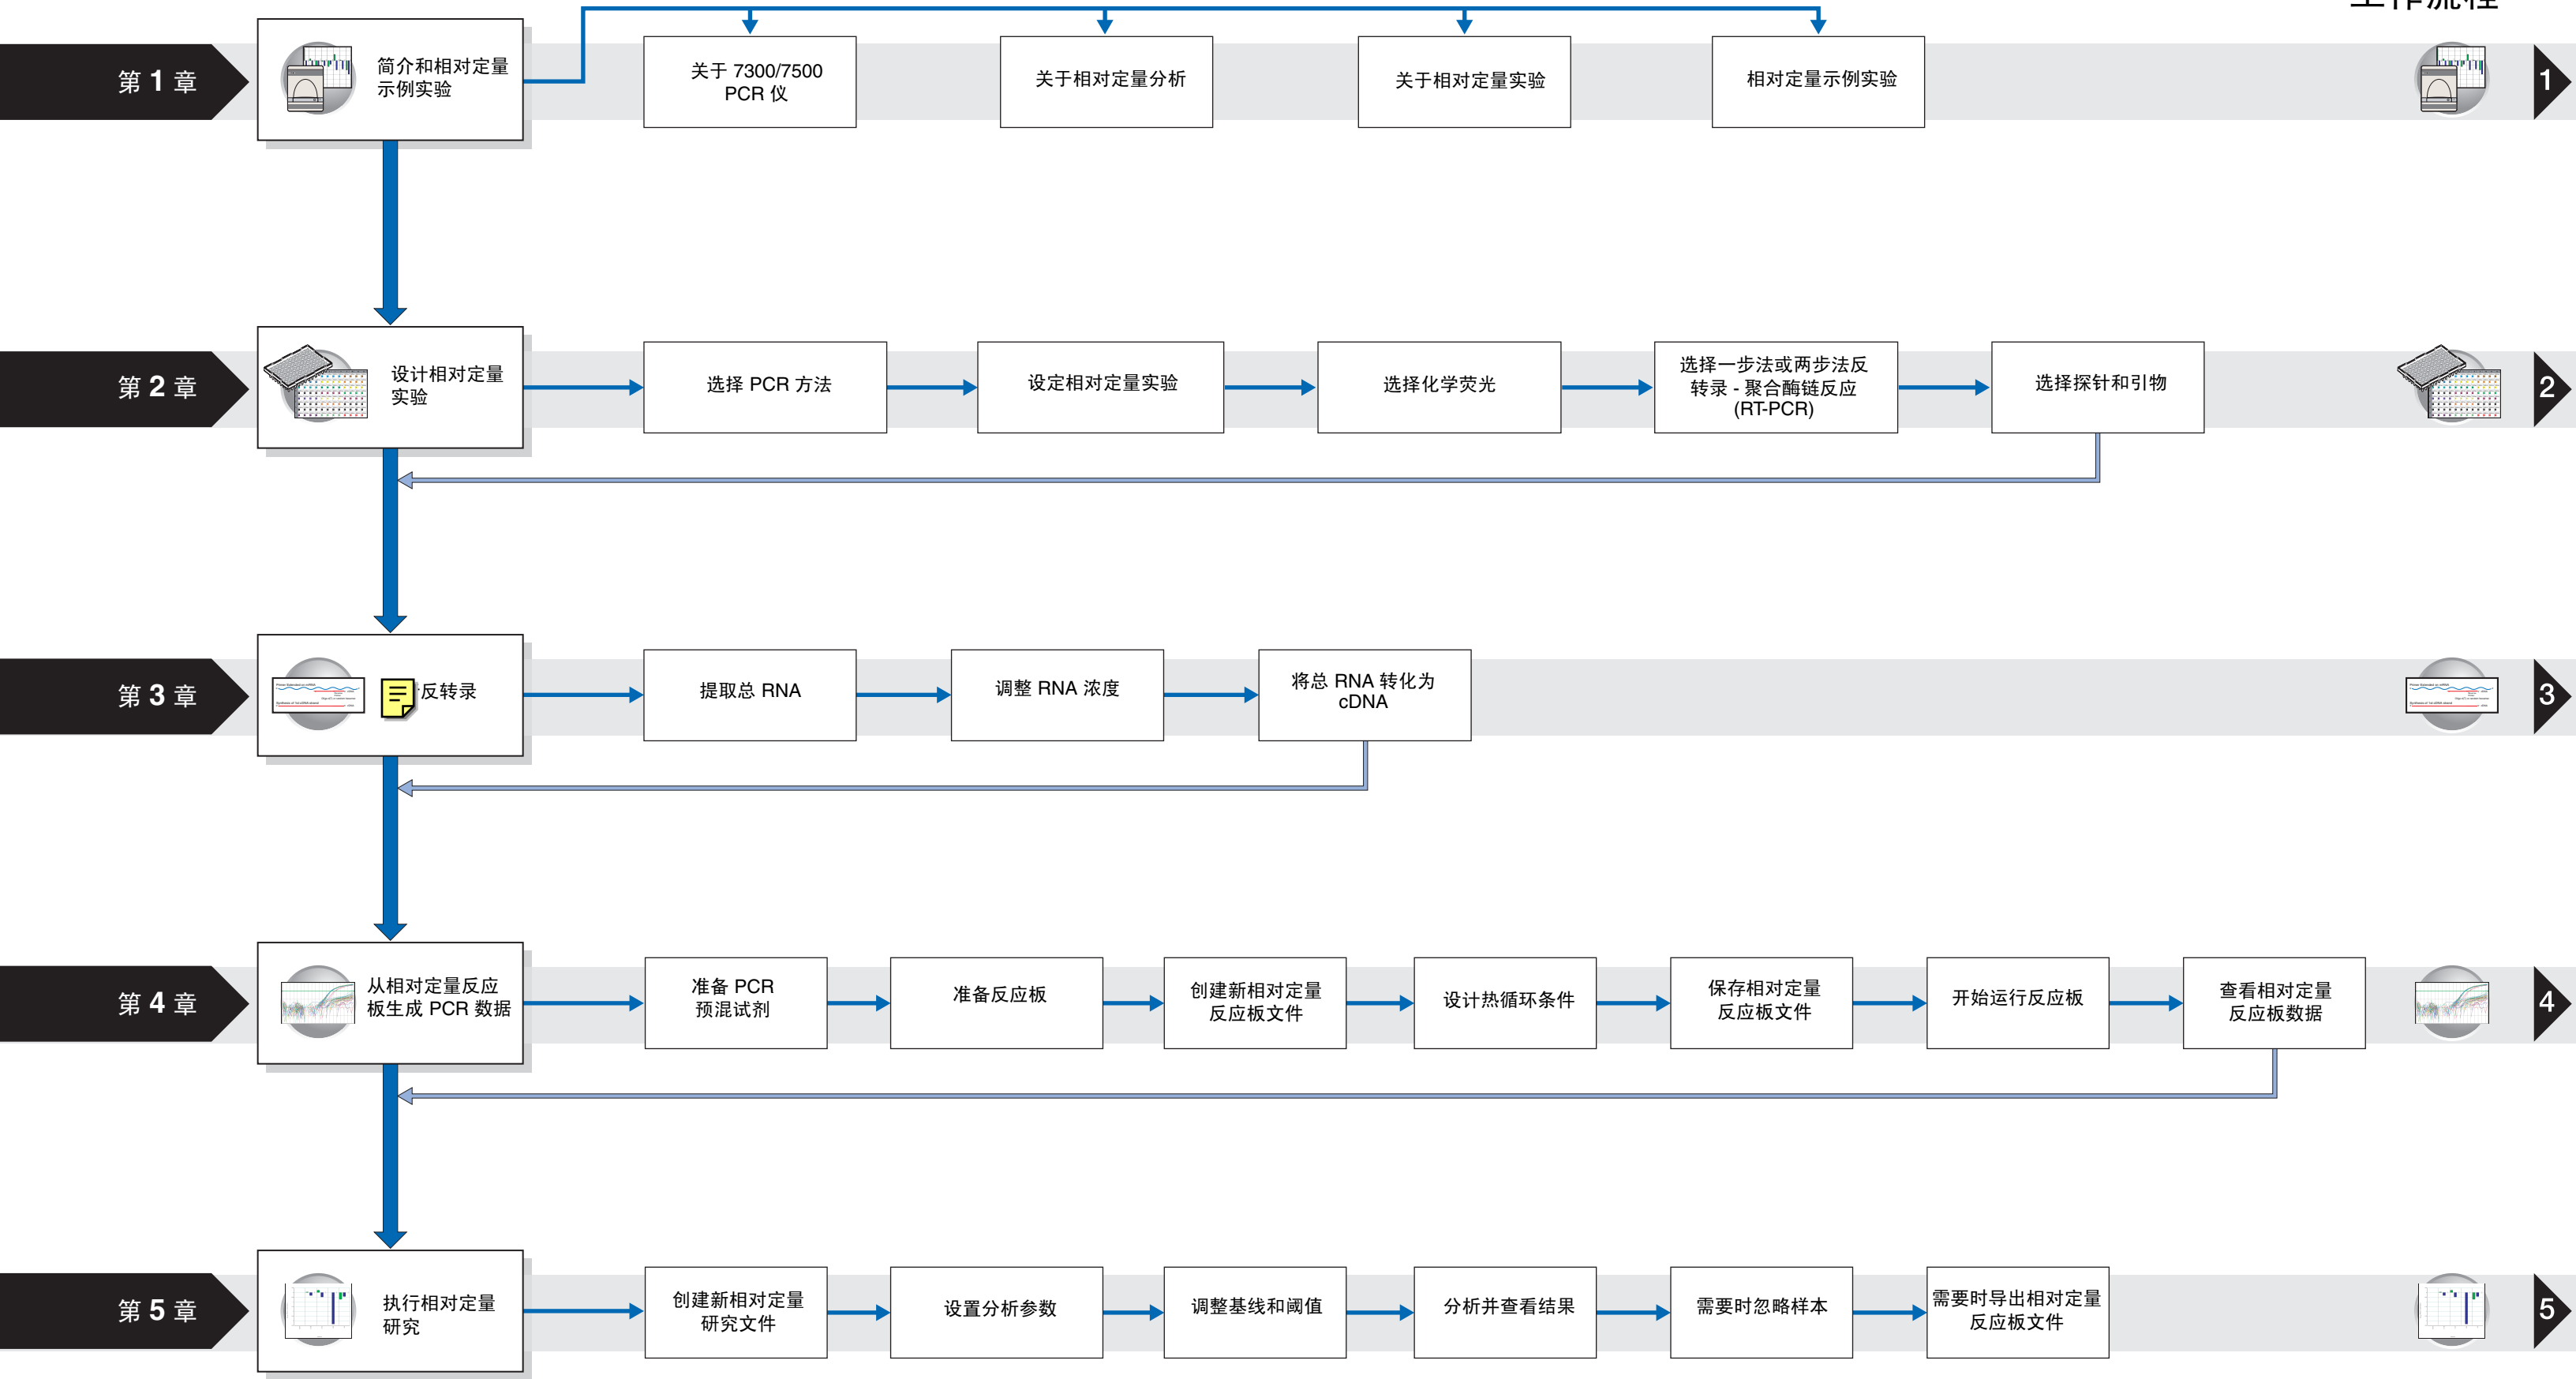 工作流程
第 1 章
简介和相对定量
示例实验
关于 7300/7500
PCR 仪
关于相对定量分析
关于相对定量实验
相对定量示例实验
1
第 2 章
设计相对定量
实验
选择 PCR 方法
设定相对定量实验
选择化学荧光
选择一步法或两步法反
转录 - 聚合酶链反应
(RT-PCR)
选择探针和引物
2
第 3 章
反转录
提取总 RNA
调整 RNA 浓度
将总 RNA 转化为
cDNA
3
第 4 章
从相对定量反应
板生成 PCR 数据
准备 PCR
预混试剂
准备反应板
创建新相对定量
反应板文件
设计热循环条件
保存相对定量
反应板文件
开始运行反应板
查看相对定量
反应板数据
4
第 5 章
执行相对定量
研究
创建新相对定量
研究文件
设置分析参数
调整基线和阈值
分析并查看结果
需要时忽略样本
需要时导出相对定量
反应板文件
5